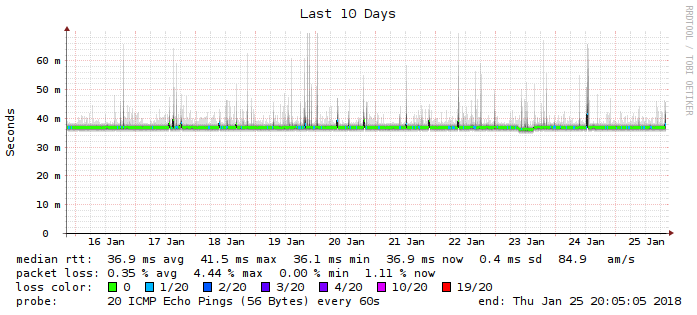 Last 10 Days
RRDTOOL / TOBI OETIKER
Seconds
60 m
50 m
40 m
30 m
20 m
10 m
0
16 Jan 17 Jan 18 Jan 19 Jan 20 Jan 21 Jan 22 Jan 23 Jan 24 Jan 25 Jan
median rtt: 36.9 ms avg 41.5 ms max 36.1 ms min 36.9 ms now 0.4 ms sd 84.9 am/s
packet loss: 0.35 % avg 4.44 % max 0.00 % min 1.11 % now
loss color: 0 1/20 2/20 3/20 4/20 10/20 19/20
probe: 20 ICMP Echo Pings (56 Bytes) every 60s end: Thu Jan 25 20:05:05 2018